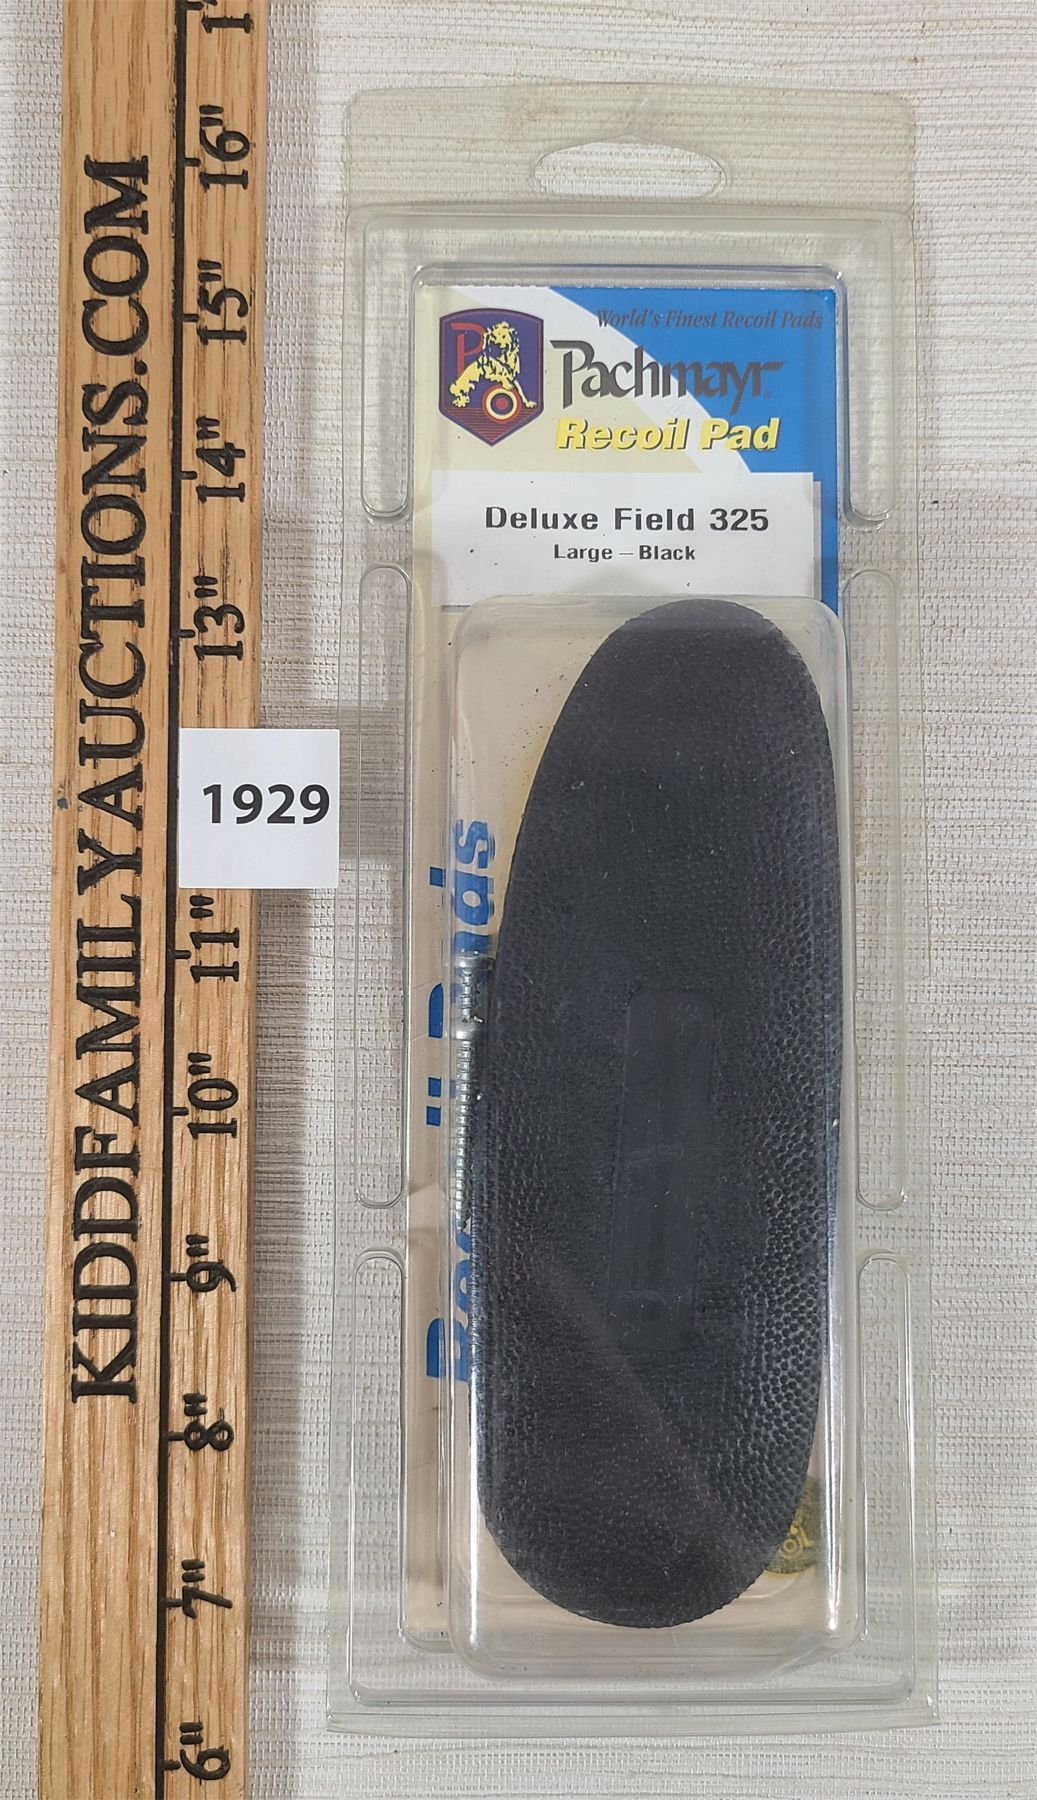 KIDDFAMILYAUCTIONS.COM
16"
15"
14"
13"
11"
10"
9"
8"
7"
6"
1929
World's Finest Recoil Pads
Pachmayr
Recoil Pad
Deluxe Field 325
Large – Black